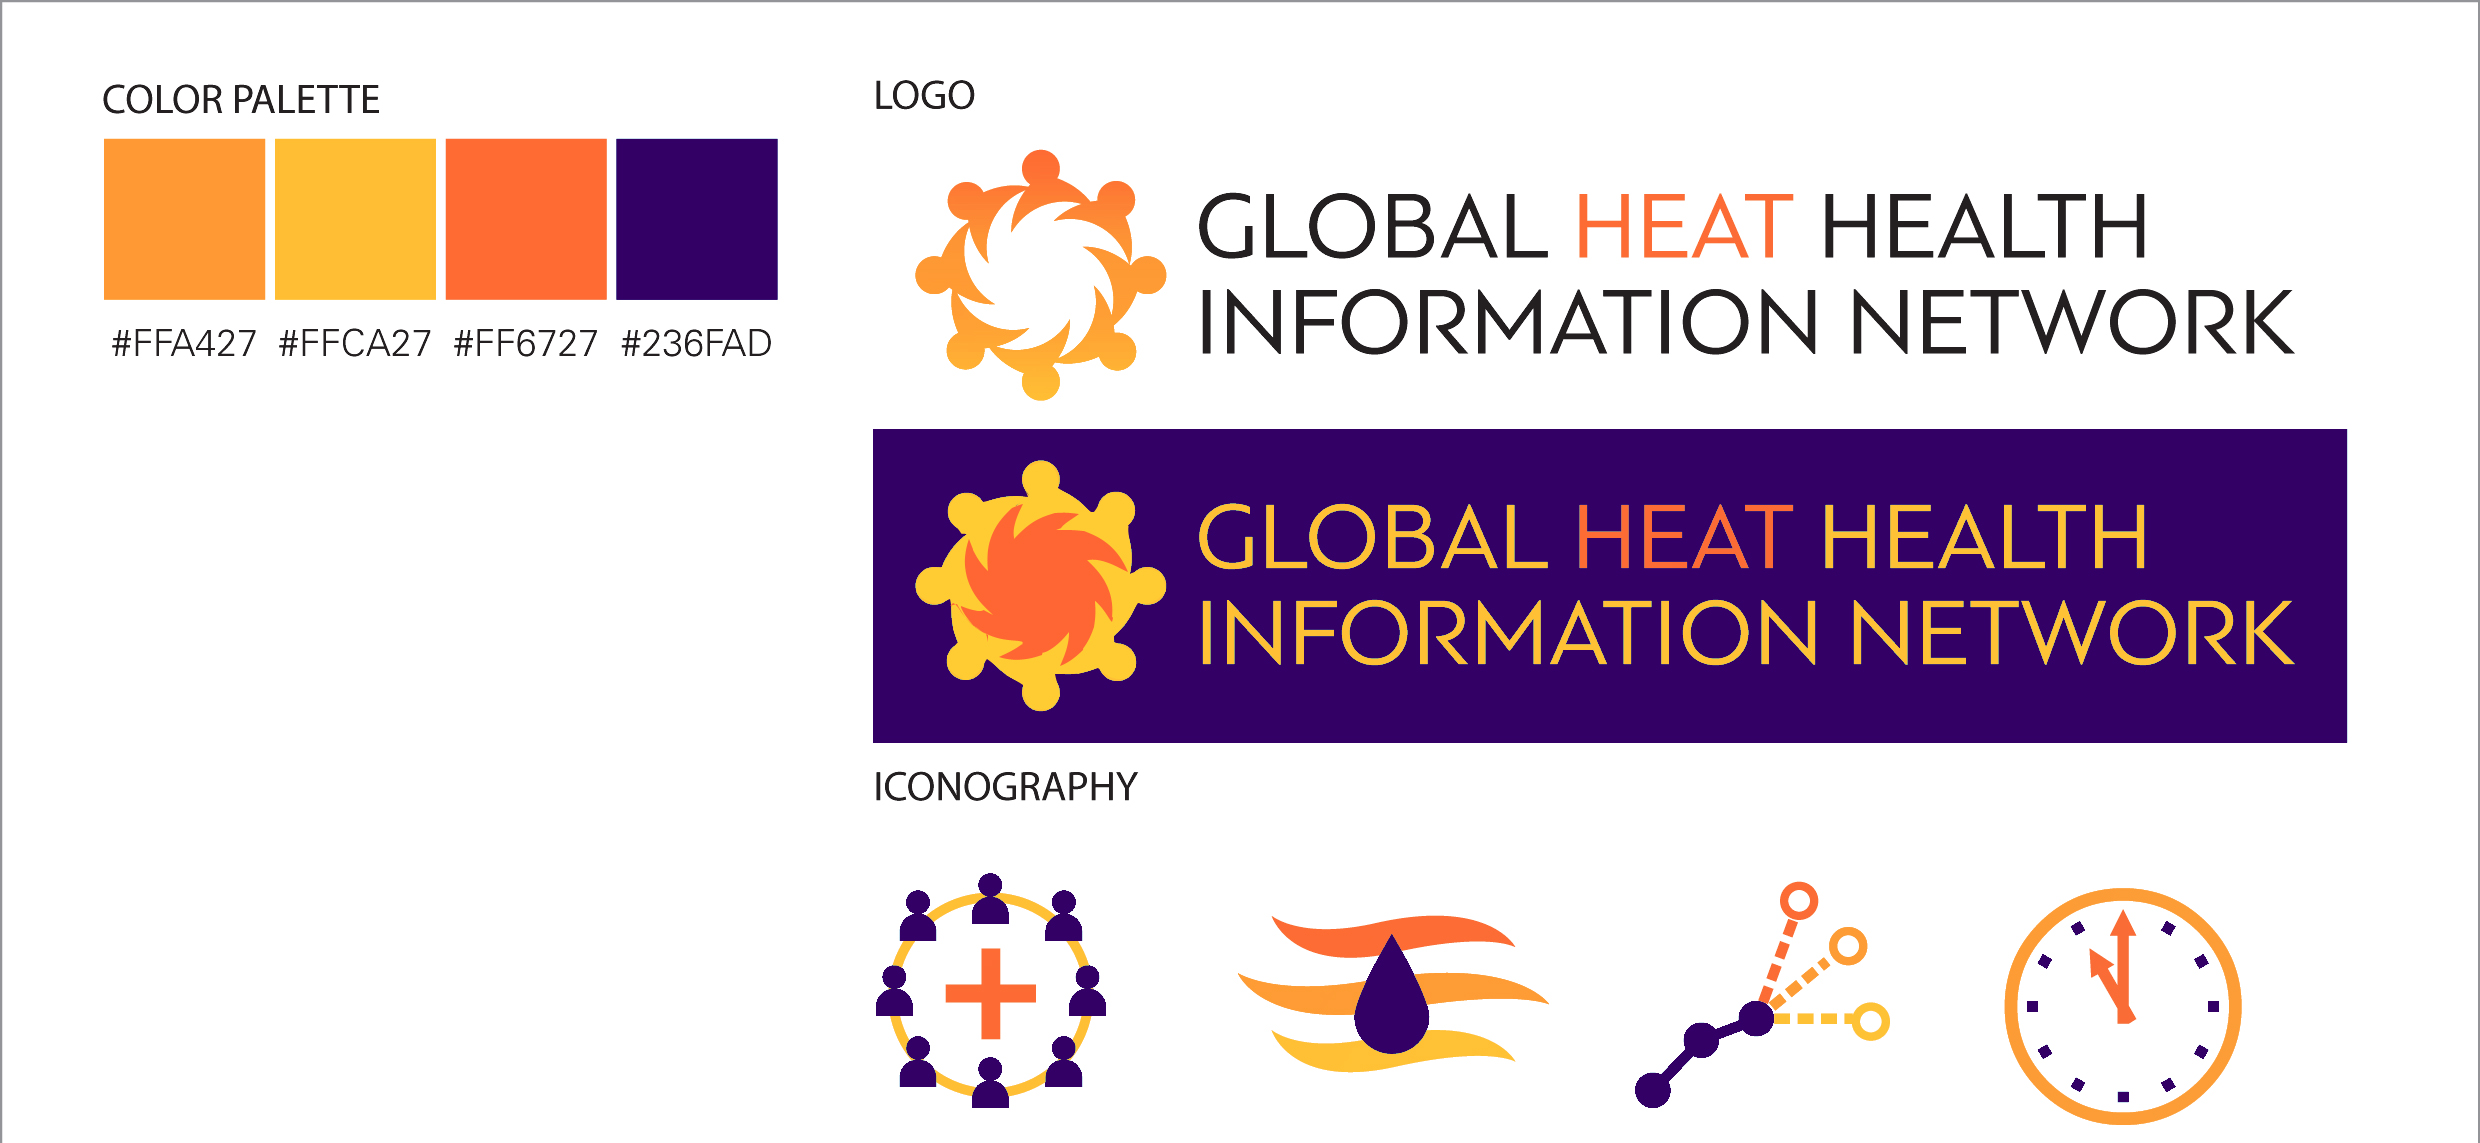 COLOR PALETTE
#FFA427 #FFCA27 #FF6727 #236FAD
LOGO
GLOBAL HEAT HEALTH
INFORMATION NETWORK
GLOBAL HEAT HEALTH
INFORMATION NETWORK
ICONOGRAPHY